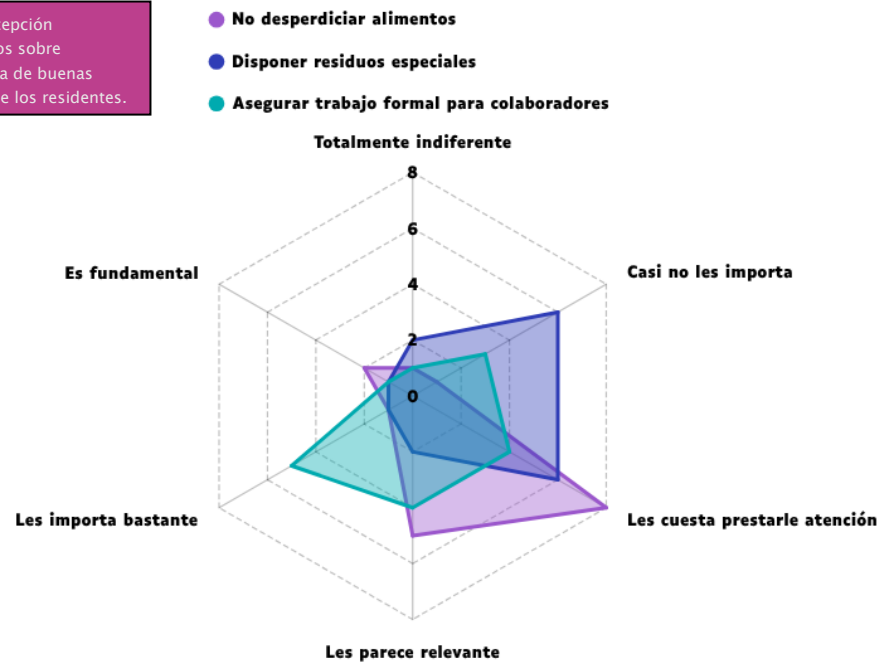 No desperdiciar alimentos
Disponer residuos especiales
Asegurar trabajo formal para colaboradores
sobre
de buenas
los residentes.
Totalmente indiferente
8
6
4
2
0
Es fundamental
Casi no les importa
Les importa bastante
Les cuesta prestarle atención
Les parece relevante